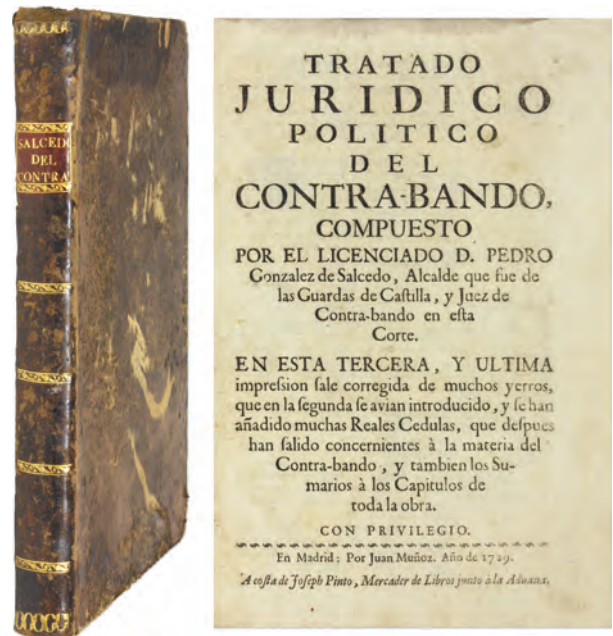 SALCEDO
DEL
CONTRA
TRATADO
JURIDICO
POLITICO
DEL
CONTRA-BANDO,
COMPUESTO
POR EL LICENCIADO D. PEDRO
Gonzalez de Salcedo, Alcalde que fue de
las Guardas de Caſtilla, y Juez de
Contra-bando en eſta
Corte.
EN ESTA TERCERA, Y ULTIMA
impreſsion ſale corregida de muchos yerros,
que en la ſegunda ſe avian introducido, y ſe han
añadido muchas Reales Cedulas, que deſpues
han ſalido concernientes à la materia del
Contra-bando, y tambien los Su-
marios à los Capitulos de
toda la obra.
CON PRIVILEGIO.
En Madrid: Por Juan Muñoz. Año de 1729.
A coſta de Joſeph Pinto, Mercader de Libros junto à la Aduana.